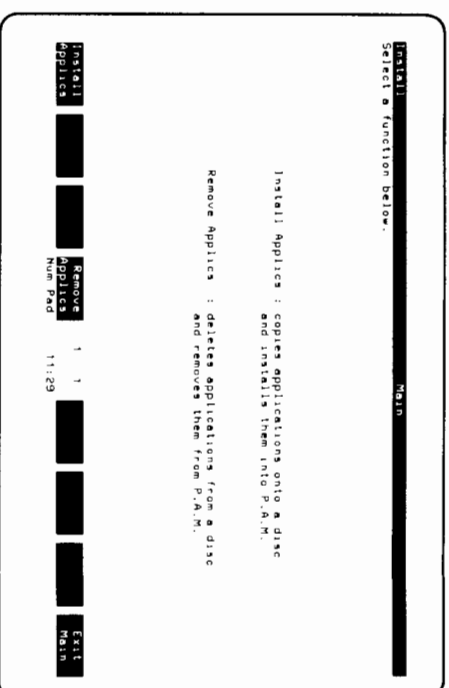 Install Main
Select a function below.
Install Applics : copies applications onto a disc
and installs them into P.A.M.
Remove Applics : deletes applications from a disc
and removes them from P.A.M.
Install Remove 1 1 Exit
Applics Applics Main
Num Pad 11:29